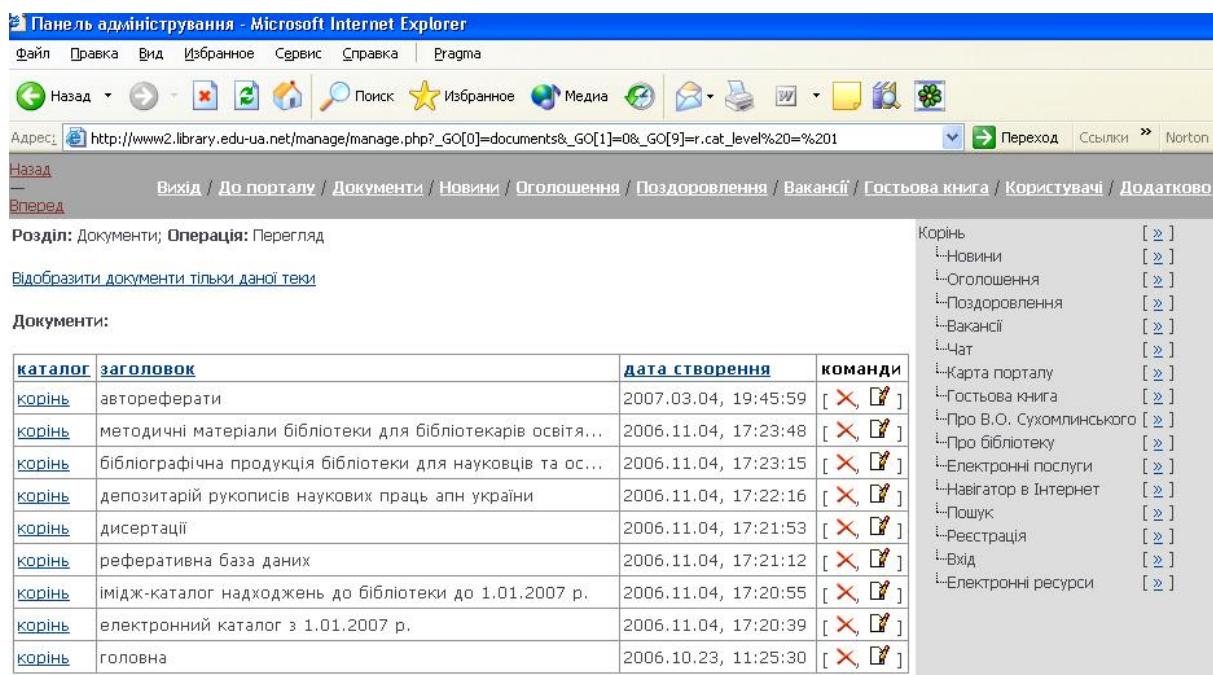 Панель адміністрування - Microsoft Internet Explorer
Файл Правка Вид Избранное Сервис Справка Pragma
Назад Поиск Избранное Медиа
Адрес: http://www2.library.edu-ua.net/manage/manage.php?_GO[0]=documents&_GO[1]=0&_GO[9]=r.cat_level%20=%201 Переход Ссылки » Norton
Назад
—
Вперед
Вихід / До порталу / Документи / Новини / Оголошення / Поздоровлення / Вакансії / Гостьова книга / Користувачі / Додатково
Розділ: Документи; Операція: Перегляд
Відобразити документи тільки даної теки
Документи:
каталог заголовок дата створення команди
корінь автореферати 2007.03.04, 19:45:59 [ , ]
корінь методичні матеріали бібліотеки для бібліотекарів освітя... 2006.11.04, 17:23:48 [ , ]
корінь бібліографічна продукція бібліотеки для науковців та ос... 2006.11.04, 17:23:15 [ , ]
корінь депозитарій рукописів наукових праць апн україни 2006.11.04, 17:22:16 [ , ]
корінь дисертації 2006.11.04, 17:21:53 [ , ]
корінь реферативна база даних 2006.11.04, 17:21:12 [ , ]
корінь імідж-каталог надходжень до бібліотеки до 1.01.2007 р. 2006.11.04, 17:20:55 [ , ]
корінь електронний каталог з 1.01.2007 р. 2006.11.04, 17:20:39 [ , ]
корінь головна 2006.10.23, 11:25:30 [ , ]
Корінь [ » ]
Новини [ » ]
Оголошення [ » ]
Поздоровлення [ » ]
Вакансії [ » ]
Чат [ » ]
Карта порталу [ » ]
Гостьова книга [ » ]
Про В.О. Сухомлинського [ » ]
Про бібліотеку [ » ]
Електронні послуги [ » ]
Навігатор в Інтернет [ » ]
Пошук [ » ]
Реєстрація [ » ]
Вхід [ » ]
Електронні ресурси [ » ]